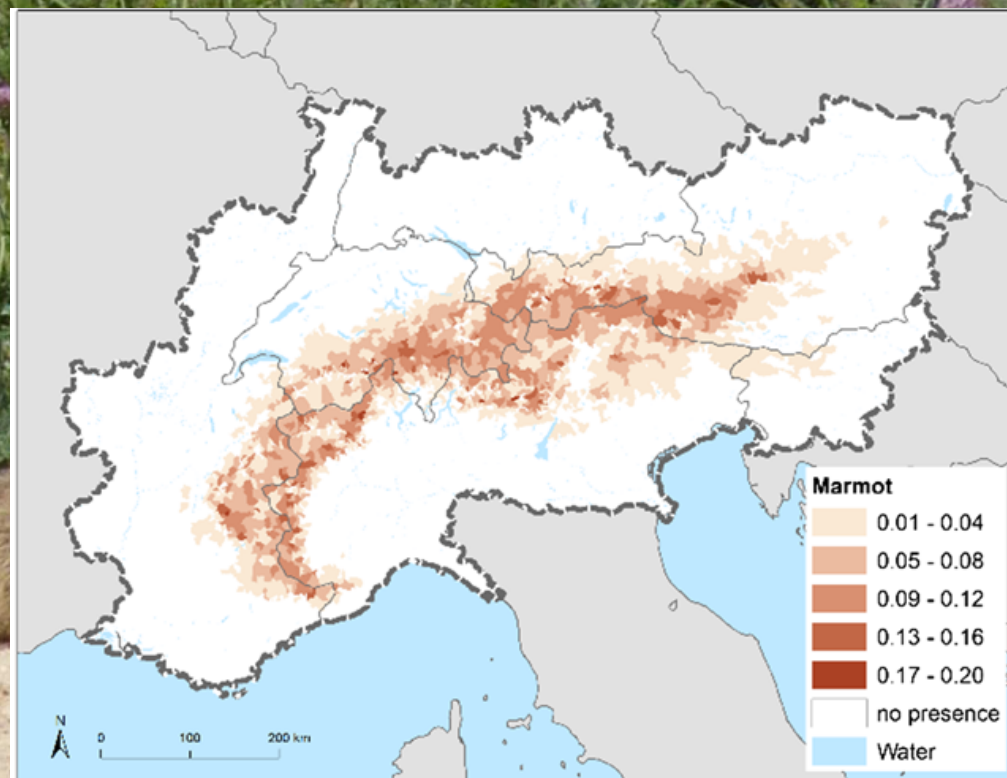 Marmot
0.01 - 0.04
0.05 - 0.08
0.09 - 0.12
0.13 - 0.16
0.17 - 0.20
no presence
Water
N
0 100 200 km